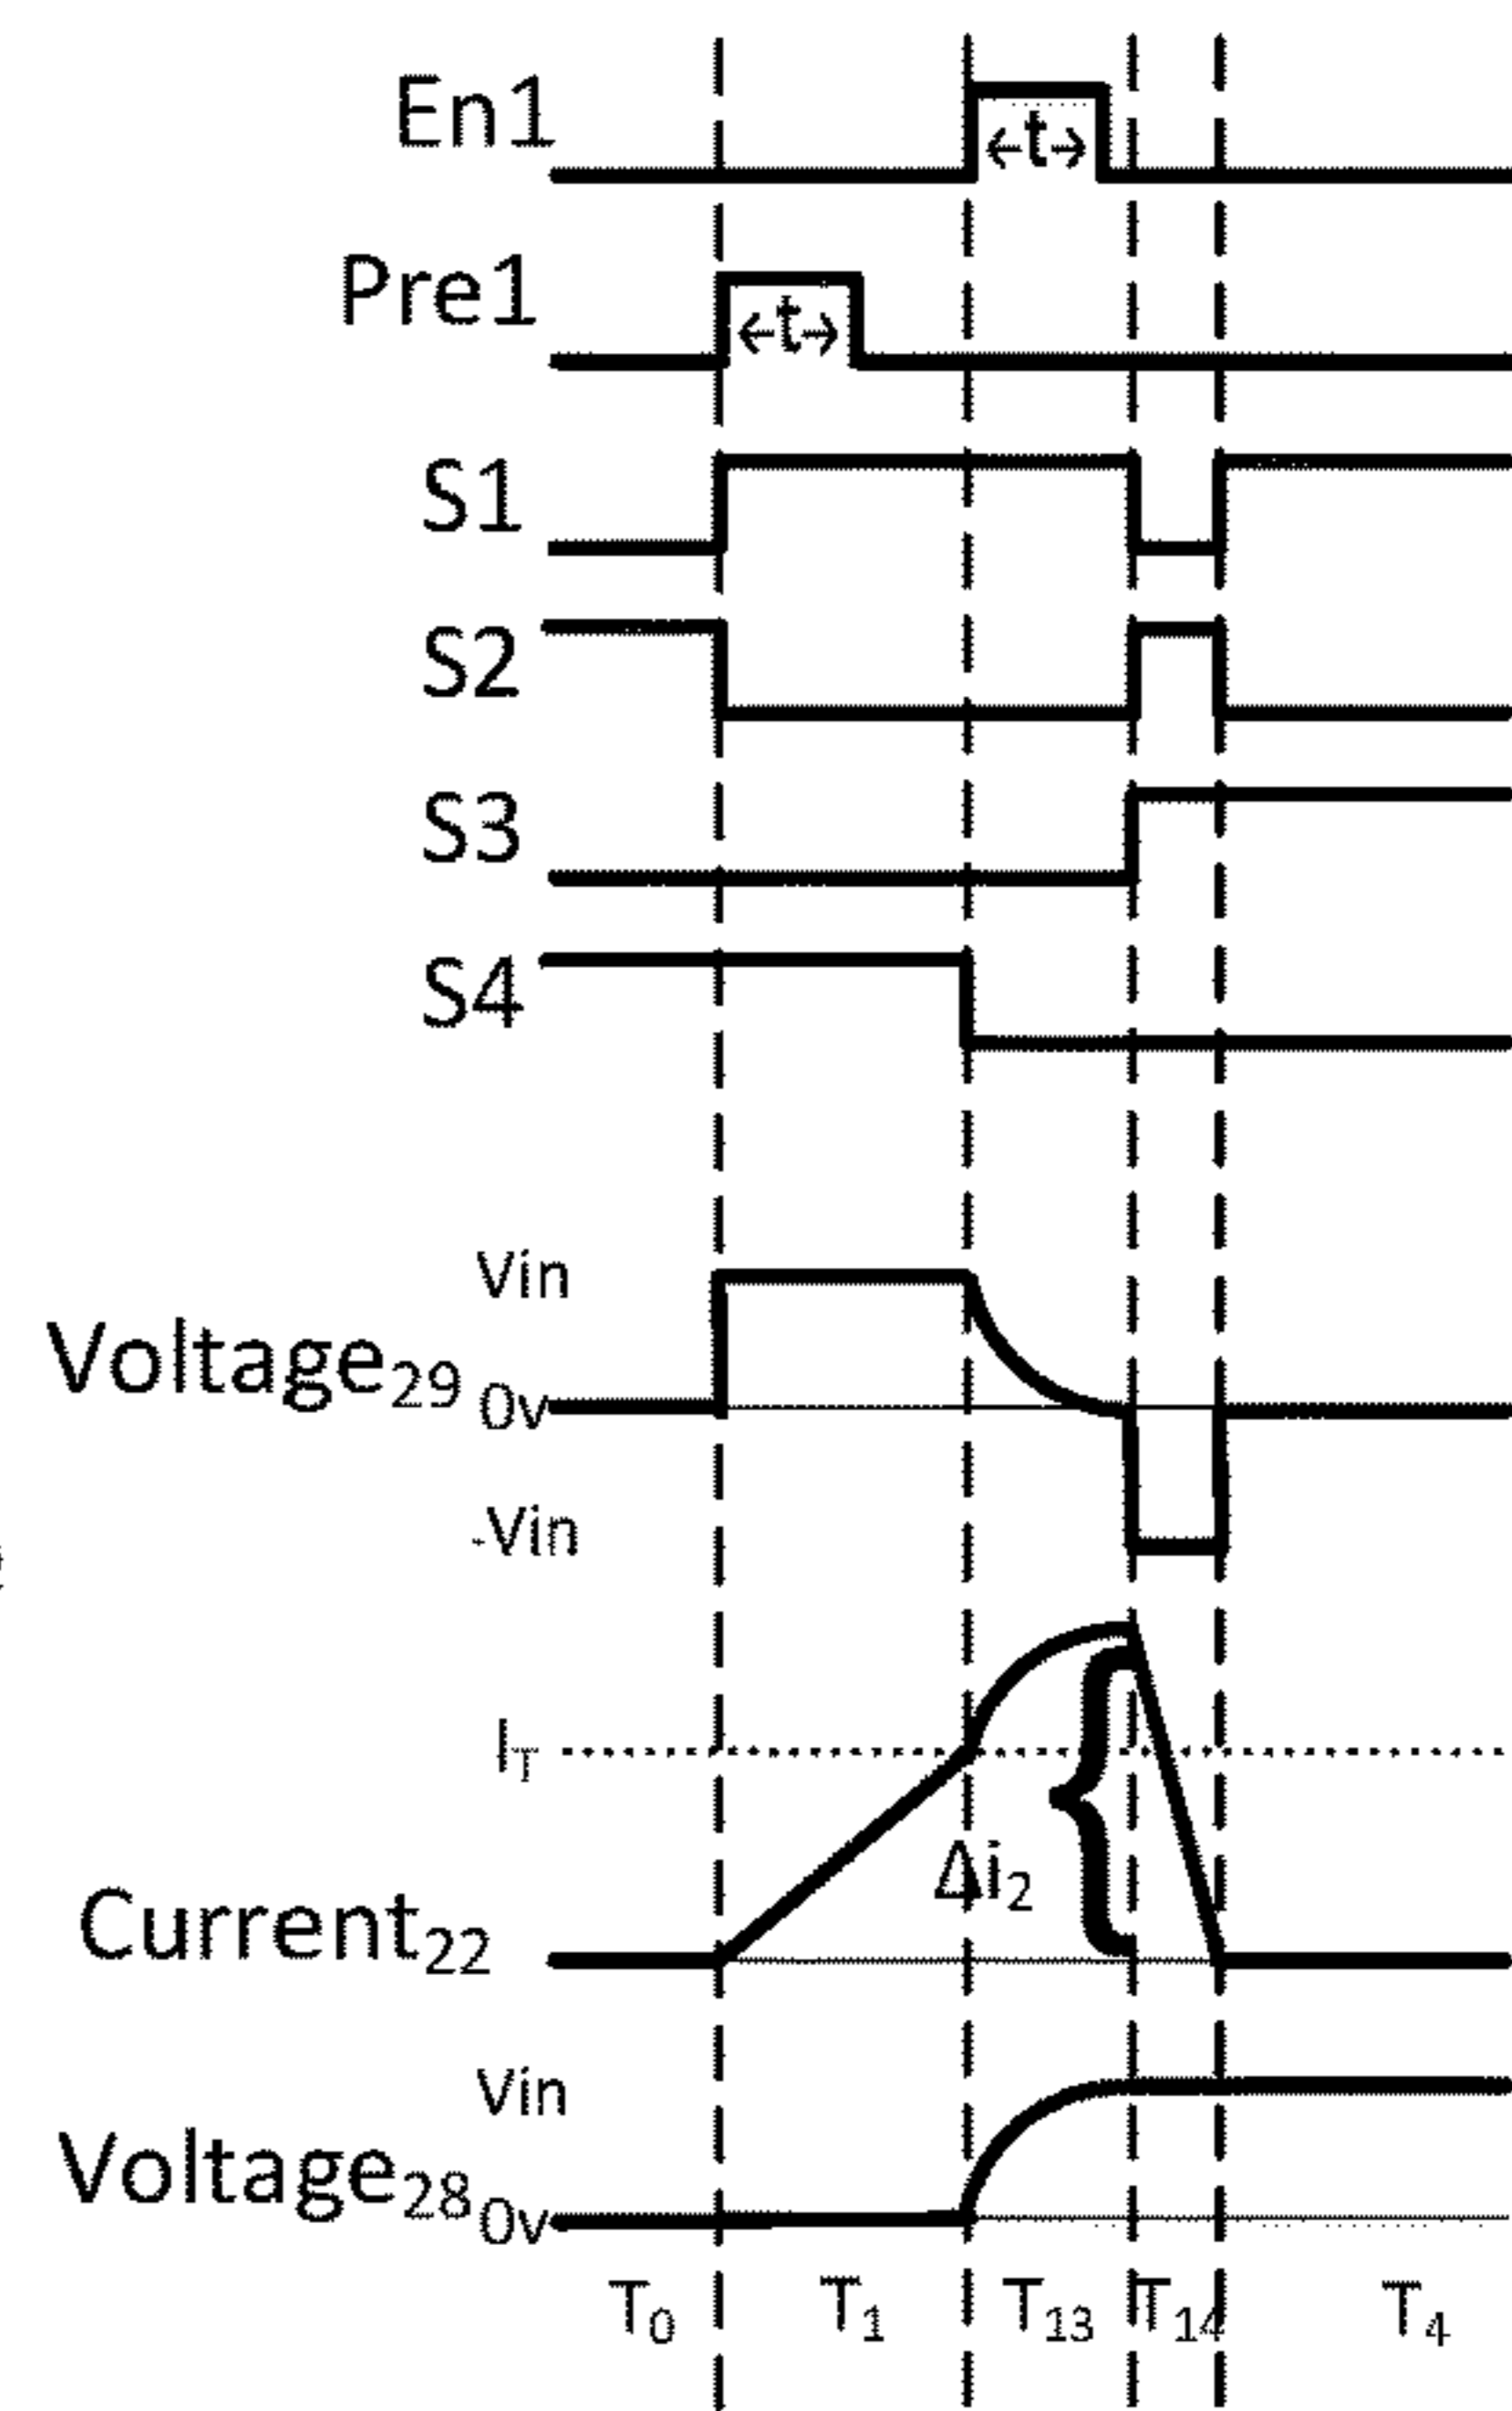 En1
t
Pre1
t
S1
S2
S3
S4
Vin
Voltage₂₉ 0v
-Vin
I_T
Δi₂
Current₂₂
Vin
Voltage₂₈ 0v
T₀ T₁ T₁₃ T₁₄ T₄